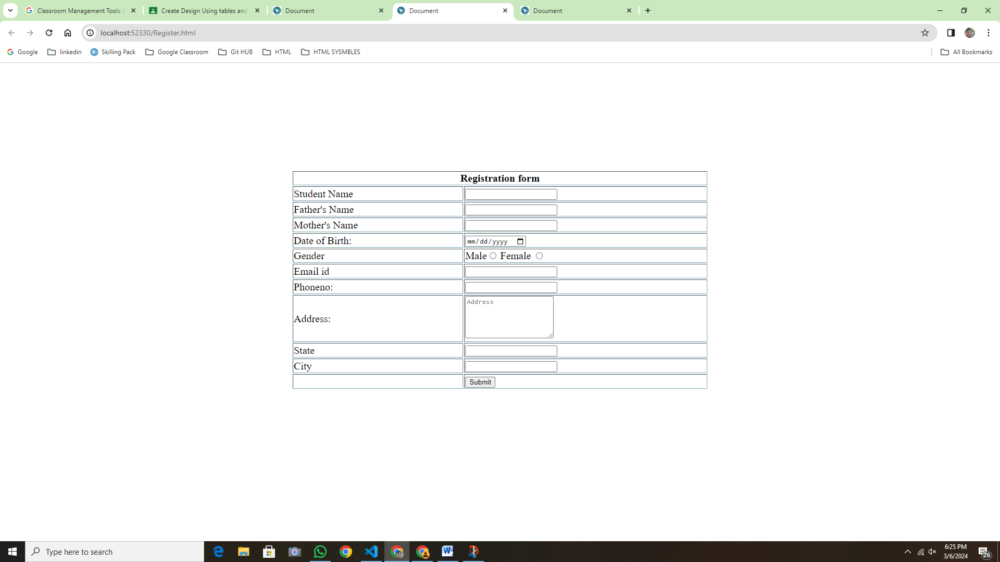 Classroom Management Tools &
Create Design Using tables and
Document
Document
Document
localhost:52330/Register.html
Google
linkedin
Skilling Pack
Google Classroom
Git HUB
HTML
HTML SYSMBLES
All Bookmarks
Registration form
Student Name
Father's Name
Mother's Name
Date of Birth: mm/dd/yyyy
Gender Male Female
Email id
Phoneno:
Address: Address
State
City
Submit
Type here to search
6:25 PM
3/6/2024
26